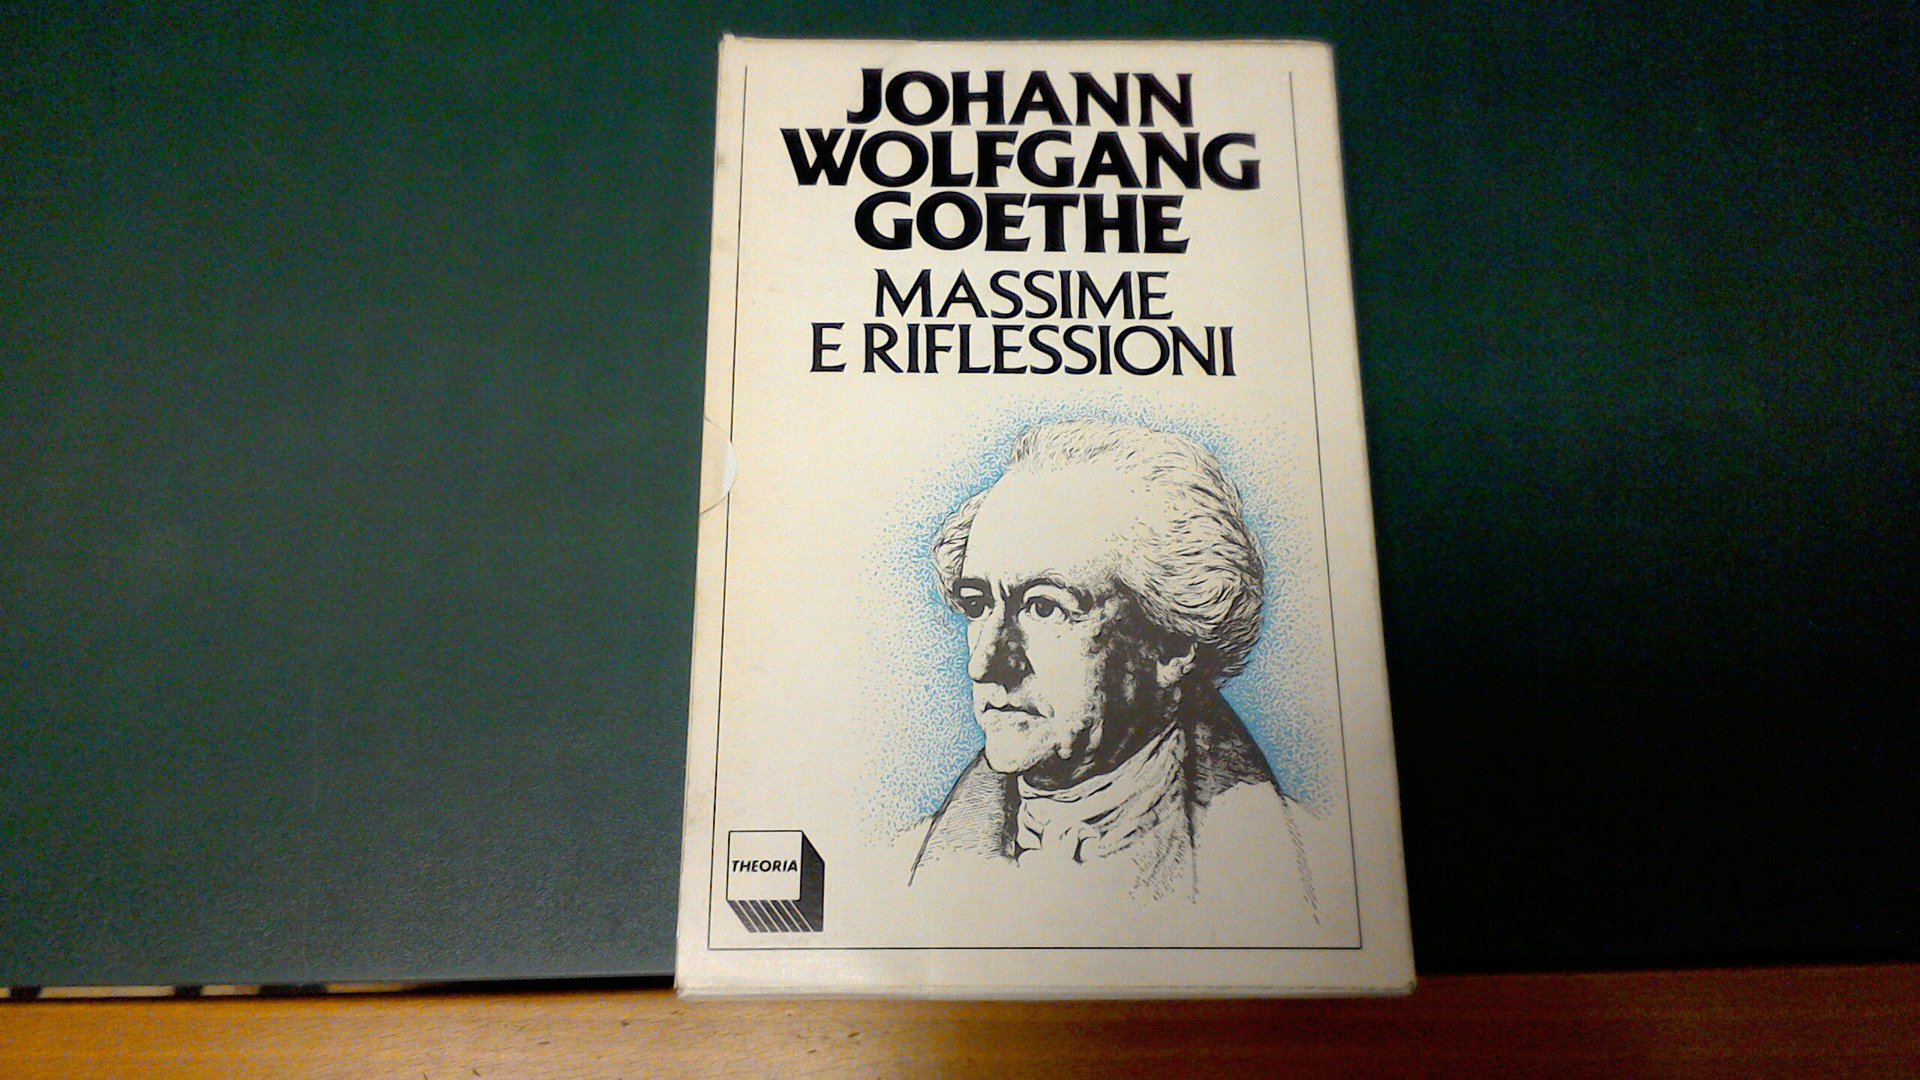 JOHANN
WOLFGANG
GOETHE
MASSIME
E RIFLESSIONI
THEORIA